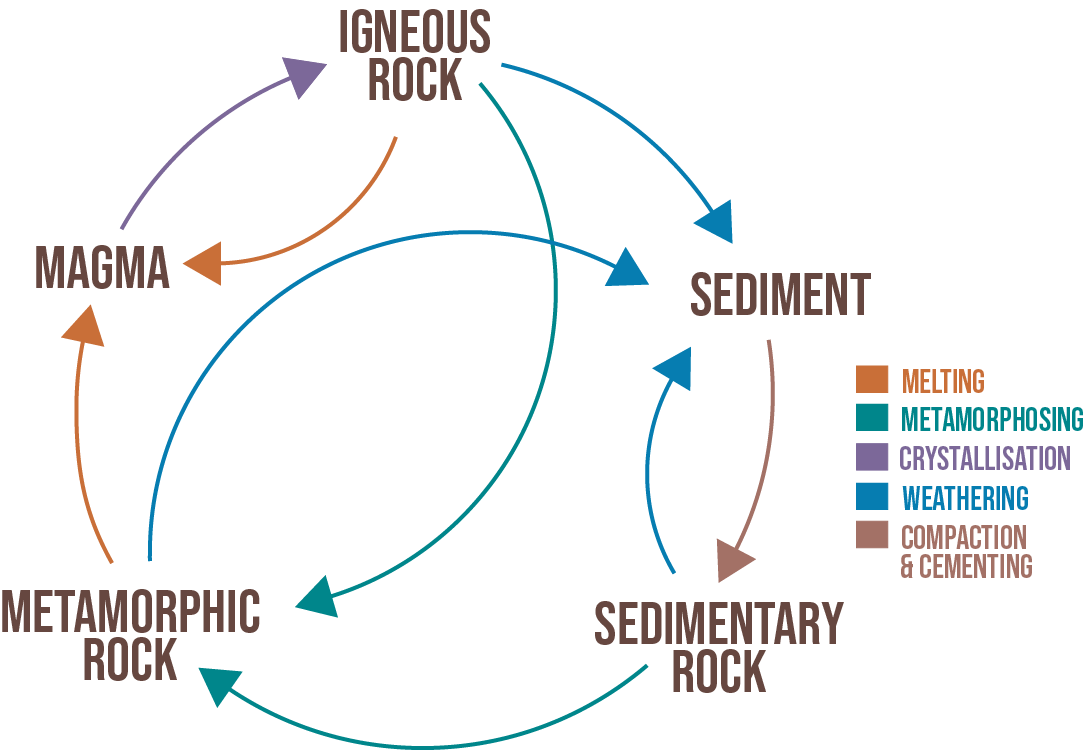 IGNEOUS
ROCK
MAGMA
SEDIMENT
MELTING
METAMORPHOSING
CRYSTALLISATION
WEATHERING
COMPACTION
& CEMENTING
METAMORPHIC
ROCK
SEDIMENTARY
ROCK